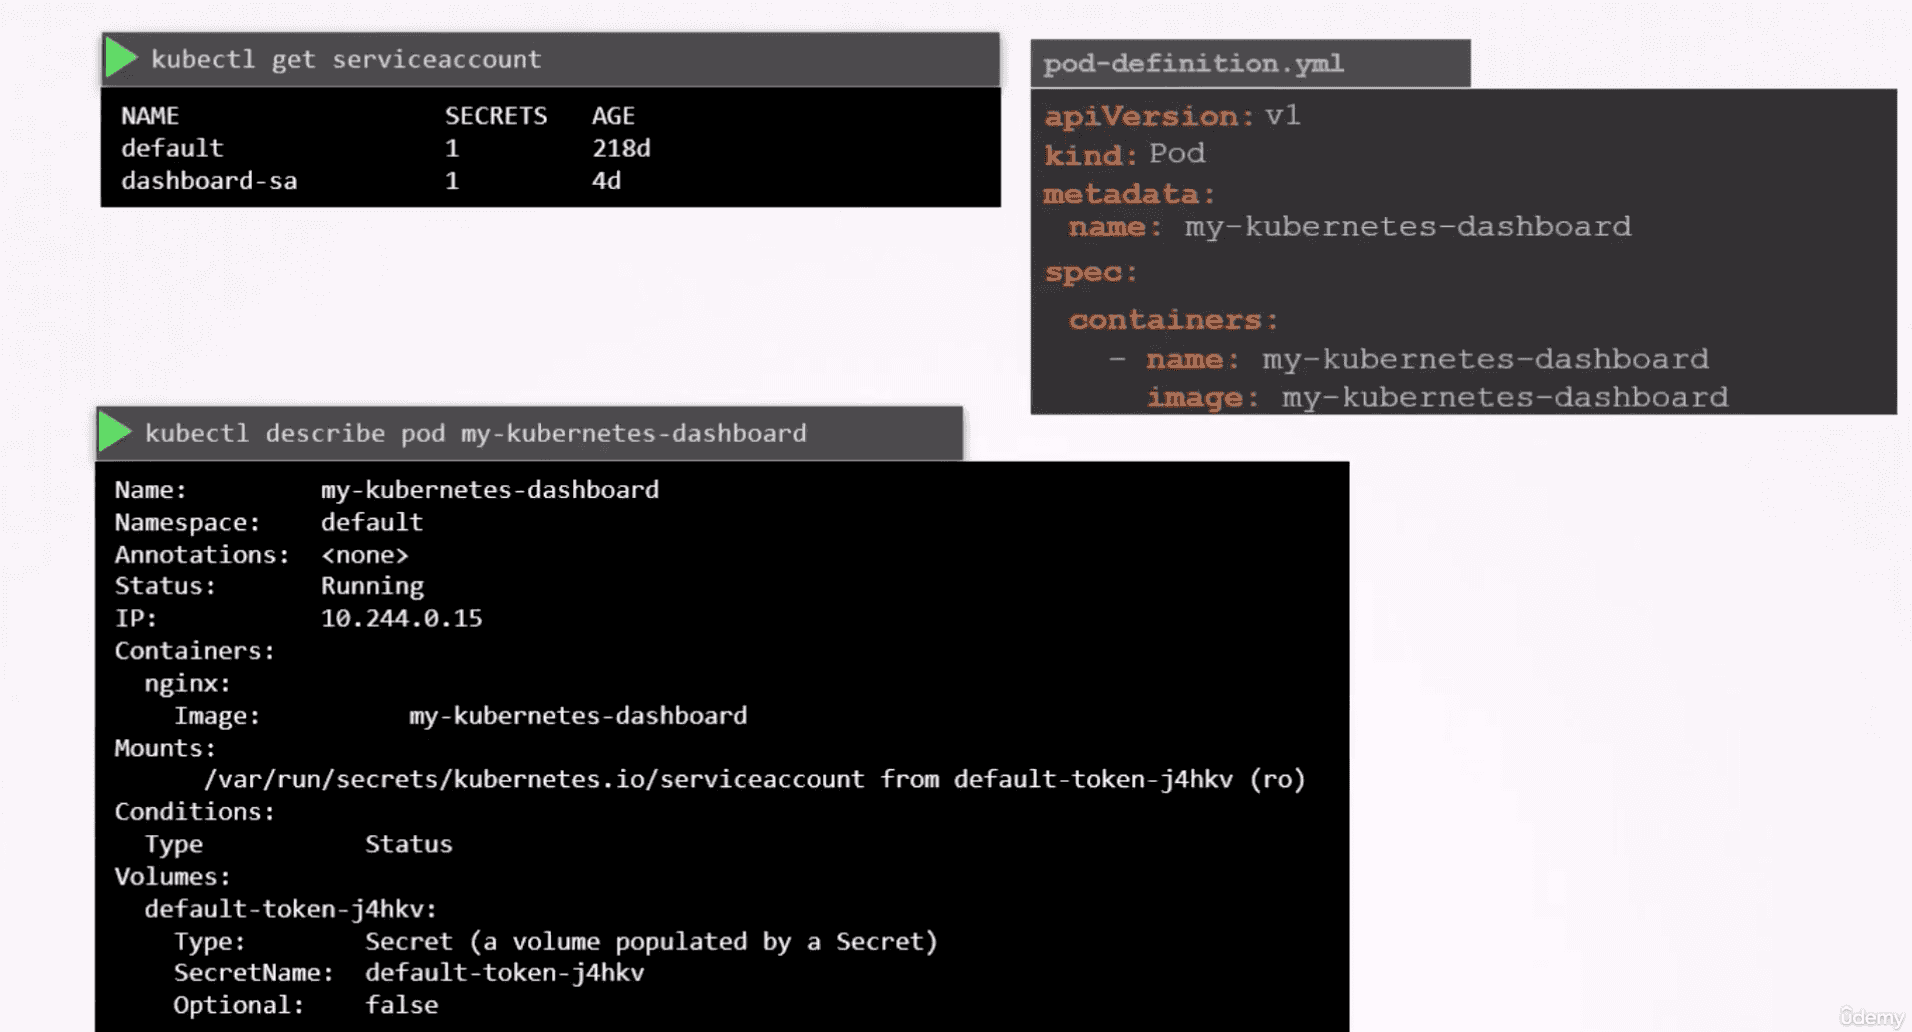 kubectl get serviceaccount
NAME SECRETS AGE
default 1 218d
dashboard-sa 1 4d
pod-definition.yml
apiVersion: v1
kind: Pod
metadata:
name: my-kubernetes-dashboard
spec:
containers:
- name: my-kubernetes-dashboard
image: my-kubernetes-dashboard
kubectl describe pod my-kubernetes-dashboard
Name: my-kubernetes-dashboard
Namespace: default
Annotations: <none>
Status: Running
IP: 10.244.0.15
Containers:
nginx:
Image: my-kubernetes-dashboard
Mounts:
/var/run/secrets/kubernetes.io/serviceaccount from default-token-j4hkv (ro)
Conditions:
Type Status
Volumes:
default-token-j4hkv:
Type: Secret (a volume populated by a Secret)
SecretName: default-token-j4hkv
Optional: false
ûdemy